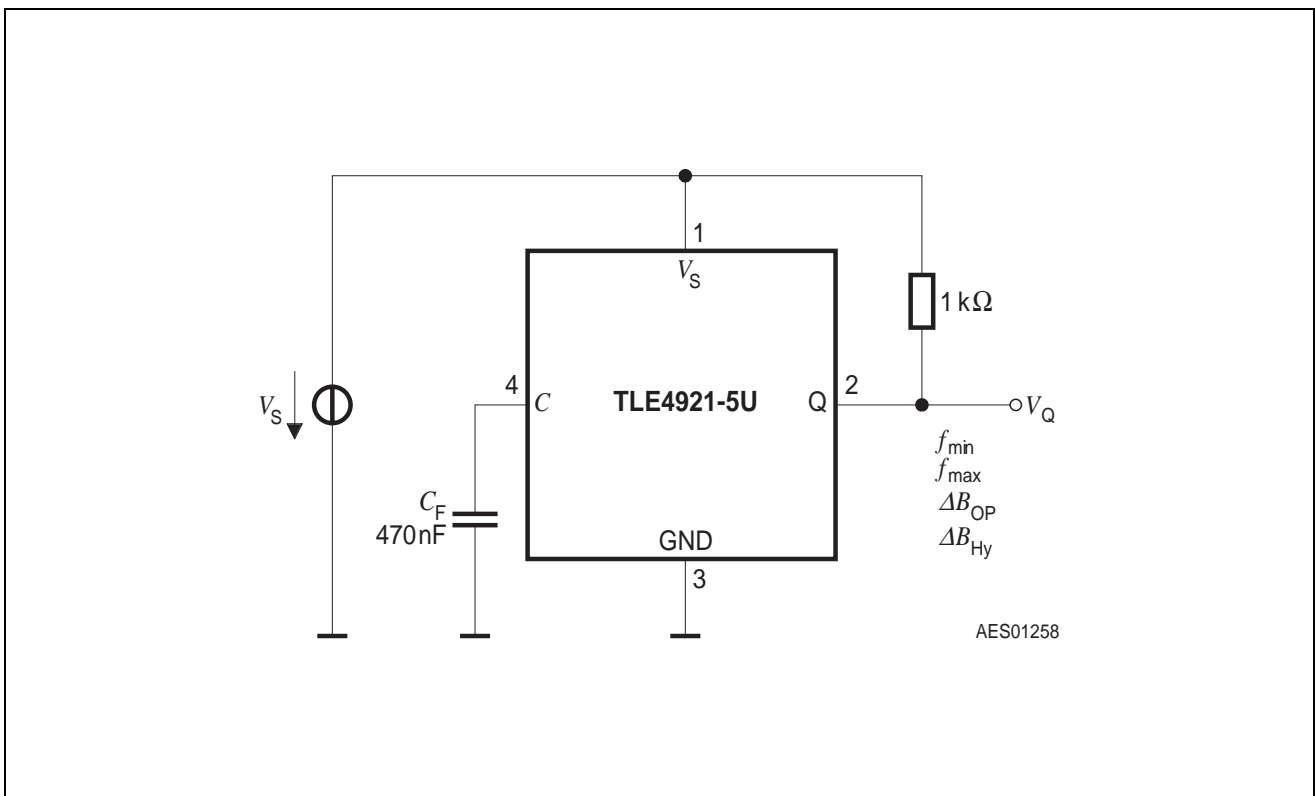 1
V_S
1 kΩ
4
C
TLE4921-5U
Q
2
V_S
V_Q
f_min
f_max
ΔB_OP
ΔB_Hy
C_F
470nF
GND
3
AES01258